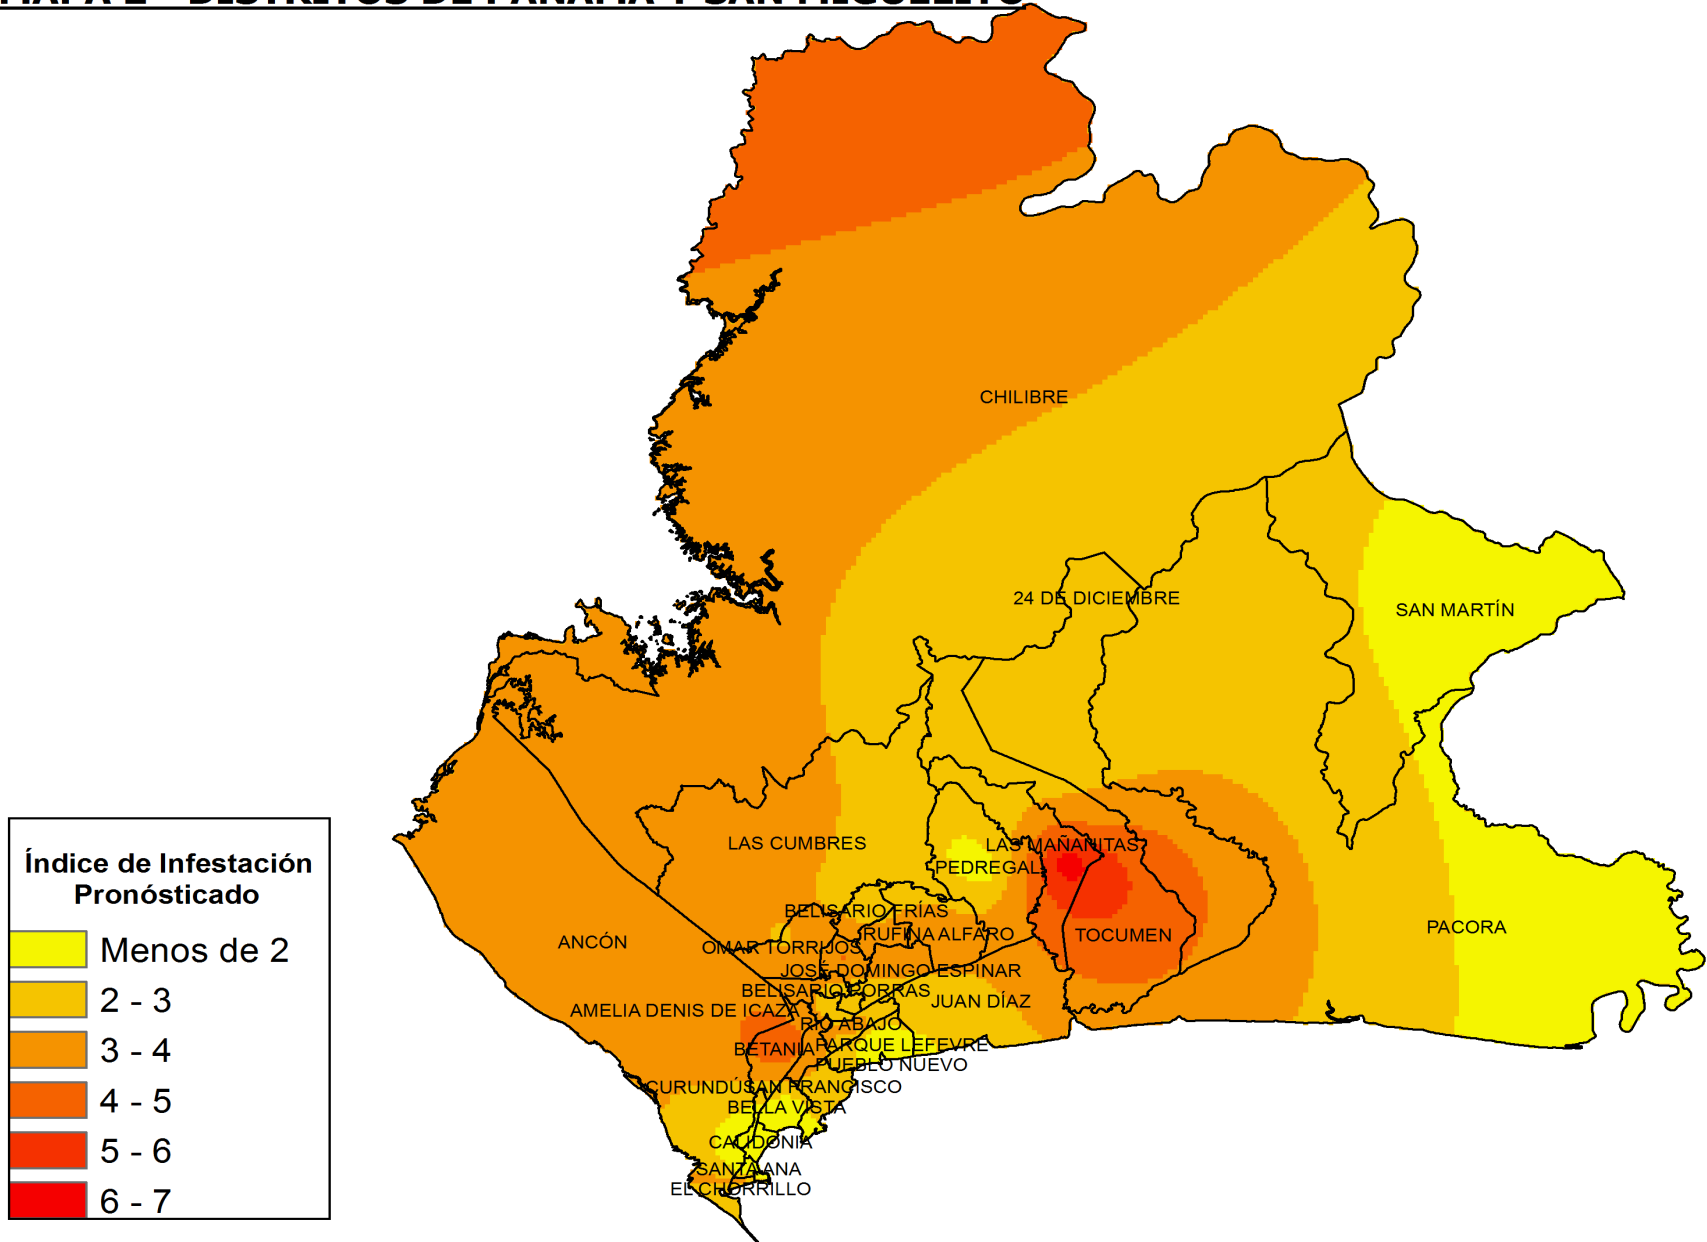 CHILIBRE
24 DE DICIEMBRE
SAN MARTÍN
LAS CUMBRES
LAS MAÑANITAS
PEDREGAL
BELISARIO FRÍAS
PACORA
RUFINA ALFARO
TOCUMEN
ANCÓN
OMAR TORRIJOS
JOSÉ DOMINGO ESPINAR
BELISARIO PORRAS
JUAN DÍAZ
AMELIA DENIS DE ICAZA
RIO ABAJO
BETANIA
PARQUE LEFEVRE
PUEBLO NUEVO
CURUNDÚ
SAN FRANCISCO
BELLA VISTA
CALIDONIA
SANTA ANA
EL CHORRILLO
Índice de Infestación
Pronósticado
Menos de 2
2 - 3
3 - 4
4 - 5
5 - 6
6 - 7